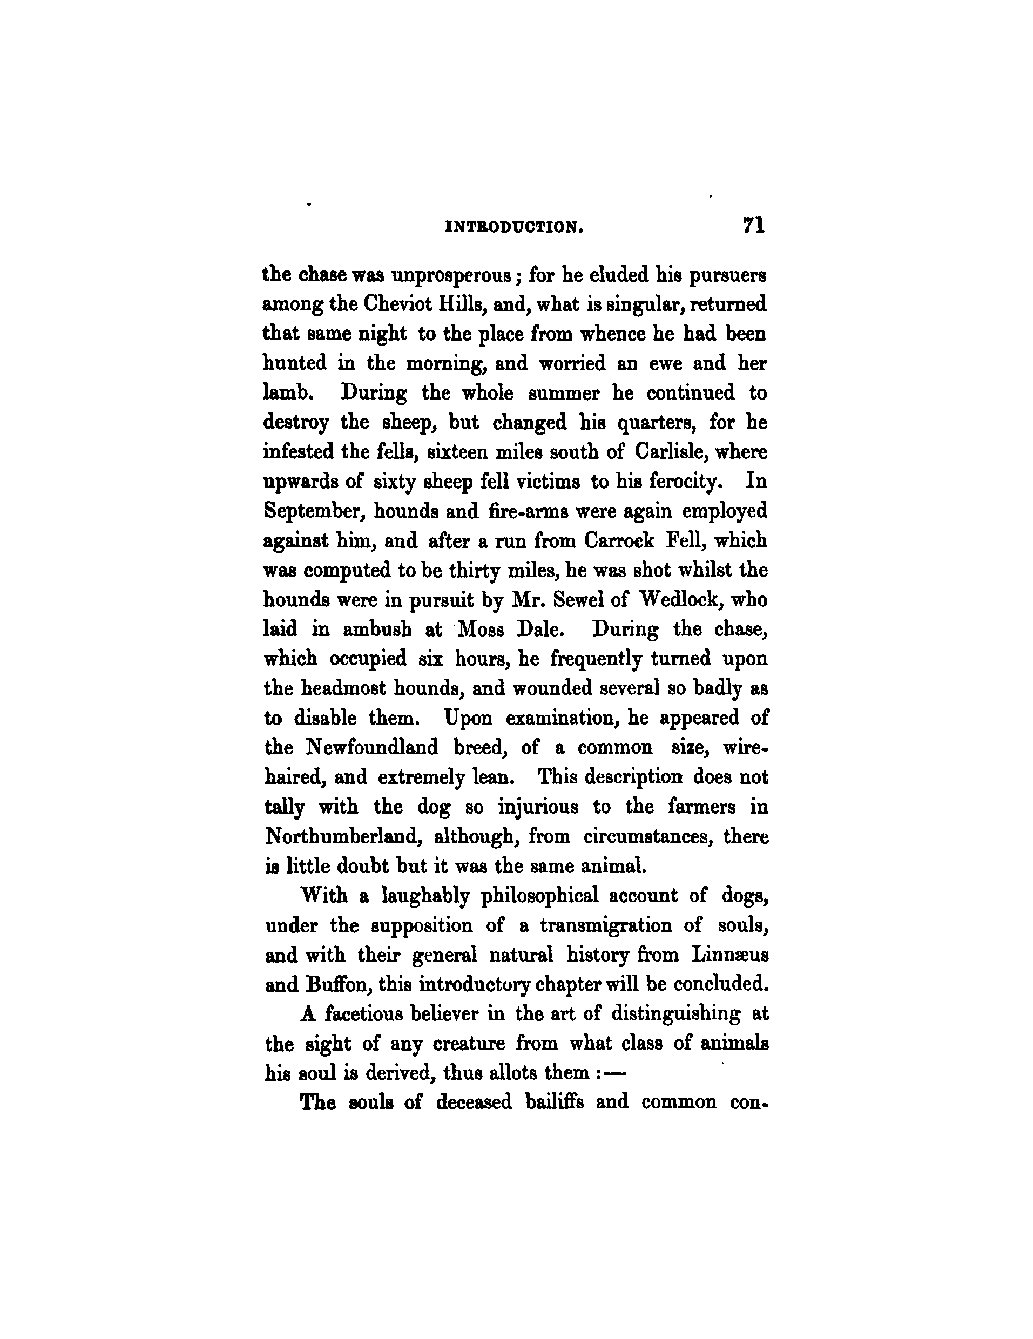 INTRODUCTION. 71
the chase was unprosperous; for he eluded his pursuers
among the Cheviot Hills, and, what is singular, returned
that same night to the place from whence he had been
hunted in the morning, and worried an ewe and her
lamb. During the whole summer he continued to
destroy the sheep, but changed his quarters, for he
infested the fells, sixteen miles south of Carlisle, where
upwards of sixty sheep fell victims to his ferocity. In
September, hounds and fire-arms were again employed
against him, and after a run from Carrock Fell, which
was computed to be thirty miles, he was shot whilst the
hounds were in pursuit by Mr. Sewel of Wedlock, who
laid in ambush at Moss Dale. During the chase,
which occupied six hours, he frequently turned upon
the headmost hounds, and wounded several so badly as
to disable them. Upon examination, he appeared of
the Newfoundland breed, of a common size, wire-
haired, and extremely lean. This description does not
tally with the dog so injurious to the farmers in
Northumberland, although, from circumstances, there
is little doubt but it was the same animal.
With a laughably philosophical account of dogs,
under the supposition of a transmigration of souls,
and with their general natural history from Linnæus
and Buffon, this introductory chapter will be concluded.
A facetious believer in the art of distinguishing at
the sight of any creature from what class of animals
his soul is derived, thus allots them :—
The souls of deceased bailiffs and common con-